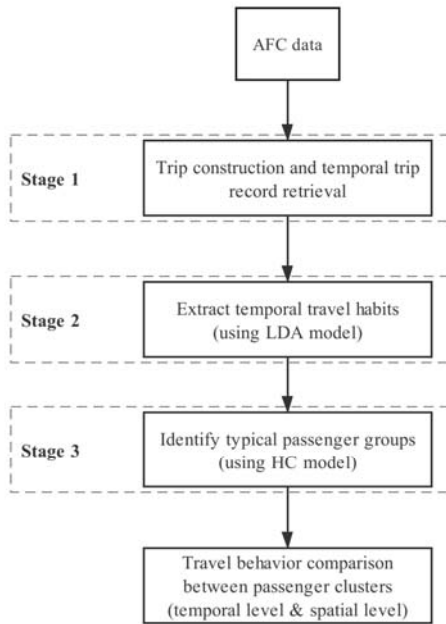 AFC data
Stage 1
Trip construction and temporal trip
record retrieval
Stage 2
Extract temporal travel habits
(using LDA model)
Stage 3
Identify typical passenger groups
(using HC model)
Travel behavior comparison
between passenger clusters
(temporal level & spatial level)